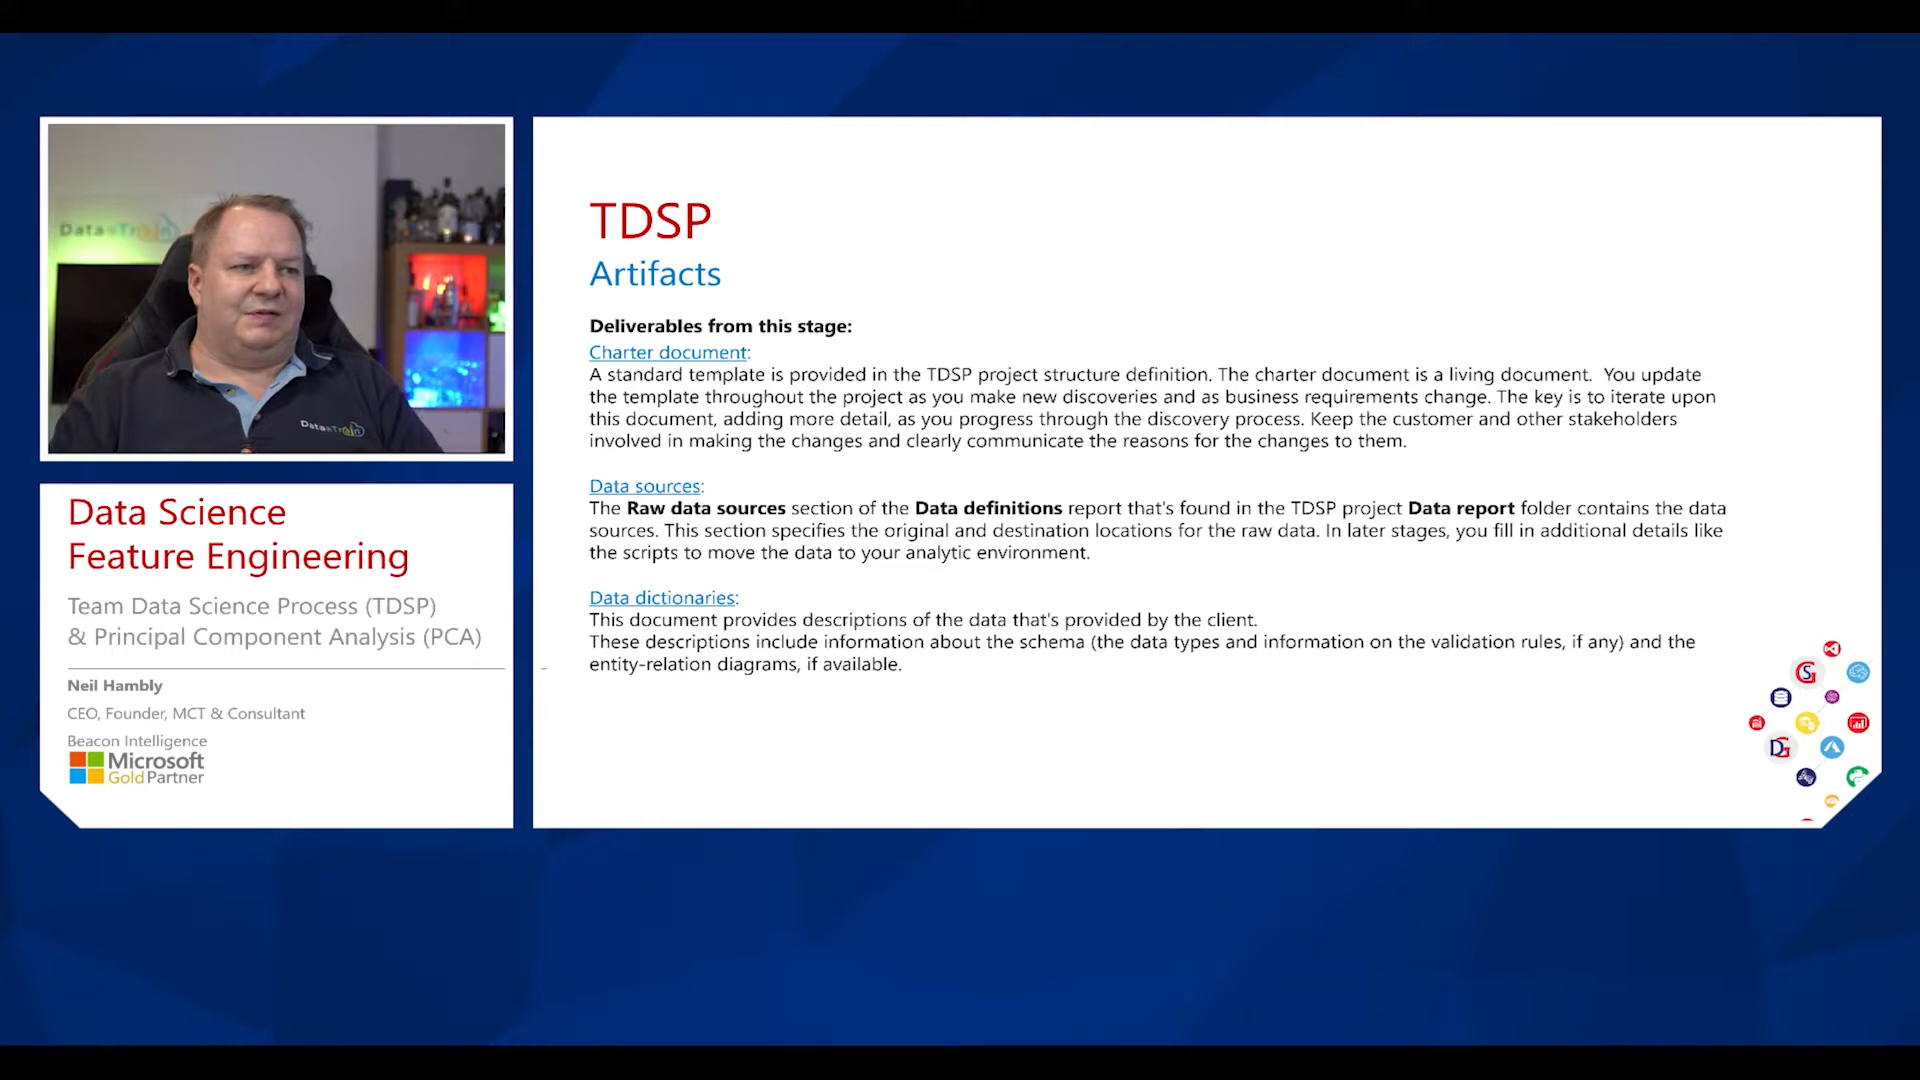 Data Train
Data Train
Data Science
Feature Engineering
Team Data Science Process (TDSP)
& Principal Component Analysis (PCA)
Neil Hambly
CEO, Founder, MCT & Consultant
Beacon Intelligence
Microsoft
Gold Partner
TDSP
Artifacts
Deliverables from this stage:
Charter document:
A standard template is provided in the TDSP project structure definition. The charter document is a living document.  You update
the template throughout the project as you make new discoveries and as business requirements change. The key is to iterate upon
this document, adding more detail, as you progress through the discovery process. Keep the customer and other stakeholders
involved in making the changes and clearly communicate the reasons for the changes to them.
Data sources:
The Raw data sources section of the Data definitions report that's found in the TDSP project Data report folder contains the data
sources. This section specifies the original and destination locations for the raw data. In later stages, you fill in additional details like
the scripts to move the data to your analytic environment.
Data dictionaries:
This document provides descriptions of the data that's provided by the client.
These descriptions include information about the schema (the data types and information on the validation rules, if any) and the
entity-relation diagrams, if available.
SG
DG